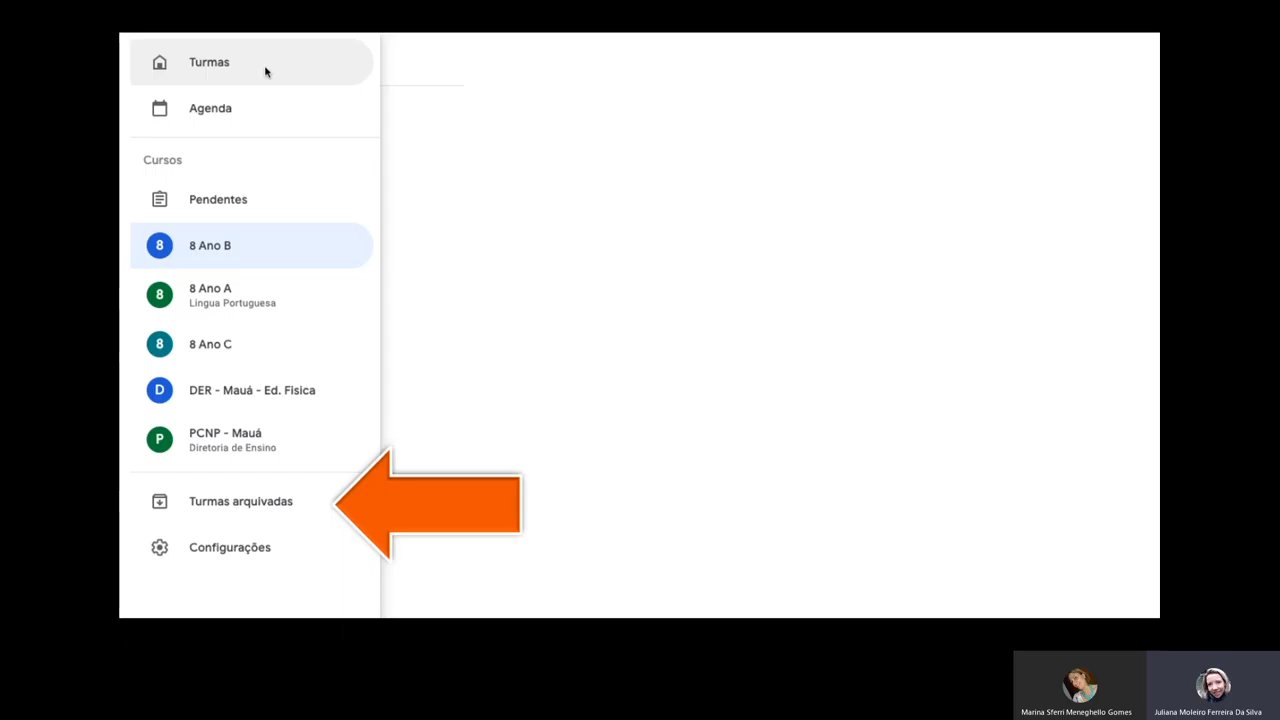 Turmas
Agenda
Cursos
Pendentes
8 8 Ano B
8 8 Ano A
Lingua Portuguesa
8 8 Ano C
D DER - Mauá - Ed. Fisica
P PCNP - Mauá
Diretoria de Ensino
Turmas arquivadas
Configurações
Marina Sferri Meneghello Gomes
Juliana Moleiro Ferreira Da Silva